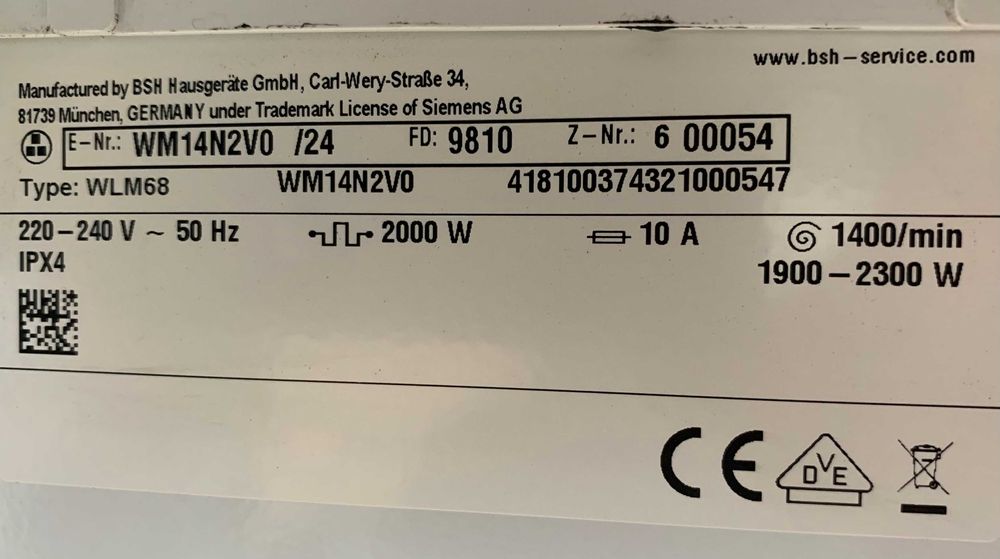 www.bsh-service.com
Manufactured by BSH Hausgeräte GmbH, Carl-Wery-Straße 34,
81739 München, GERMANY under Trademark License of Siemens AG
E-Nr.: WM14N2V0 /24 FD: 9810 Z-Nr.: 6 00054
Type: WLM68 WM14N2V0 418100374321000547
220-240 V ~ 50 Hz 2000 W 10 A 1400/min
IPX4 1900-2300 W
CE DVE